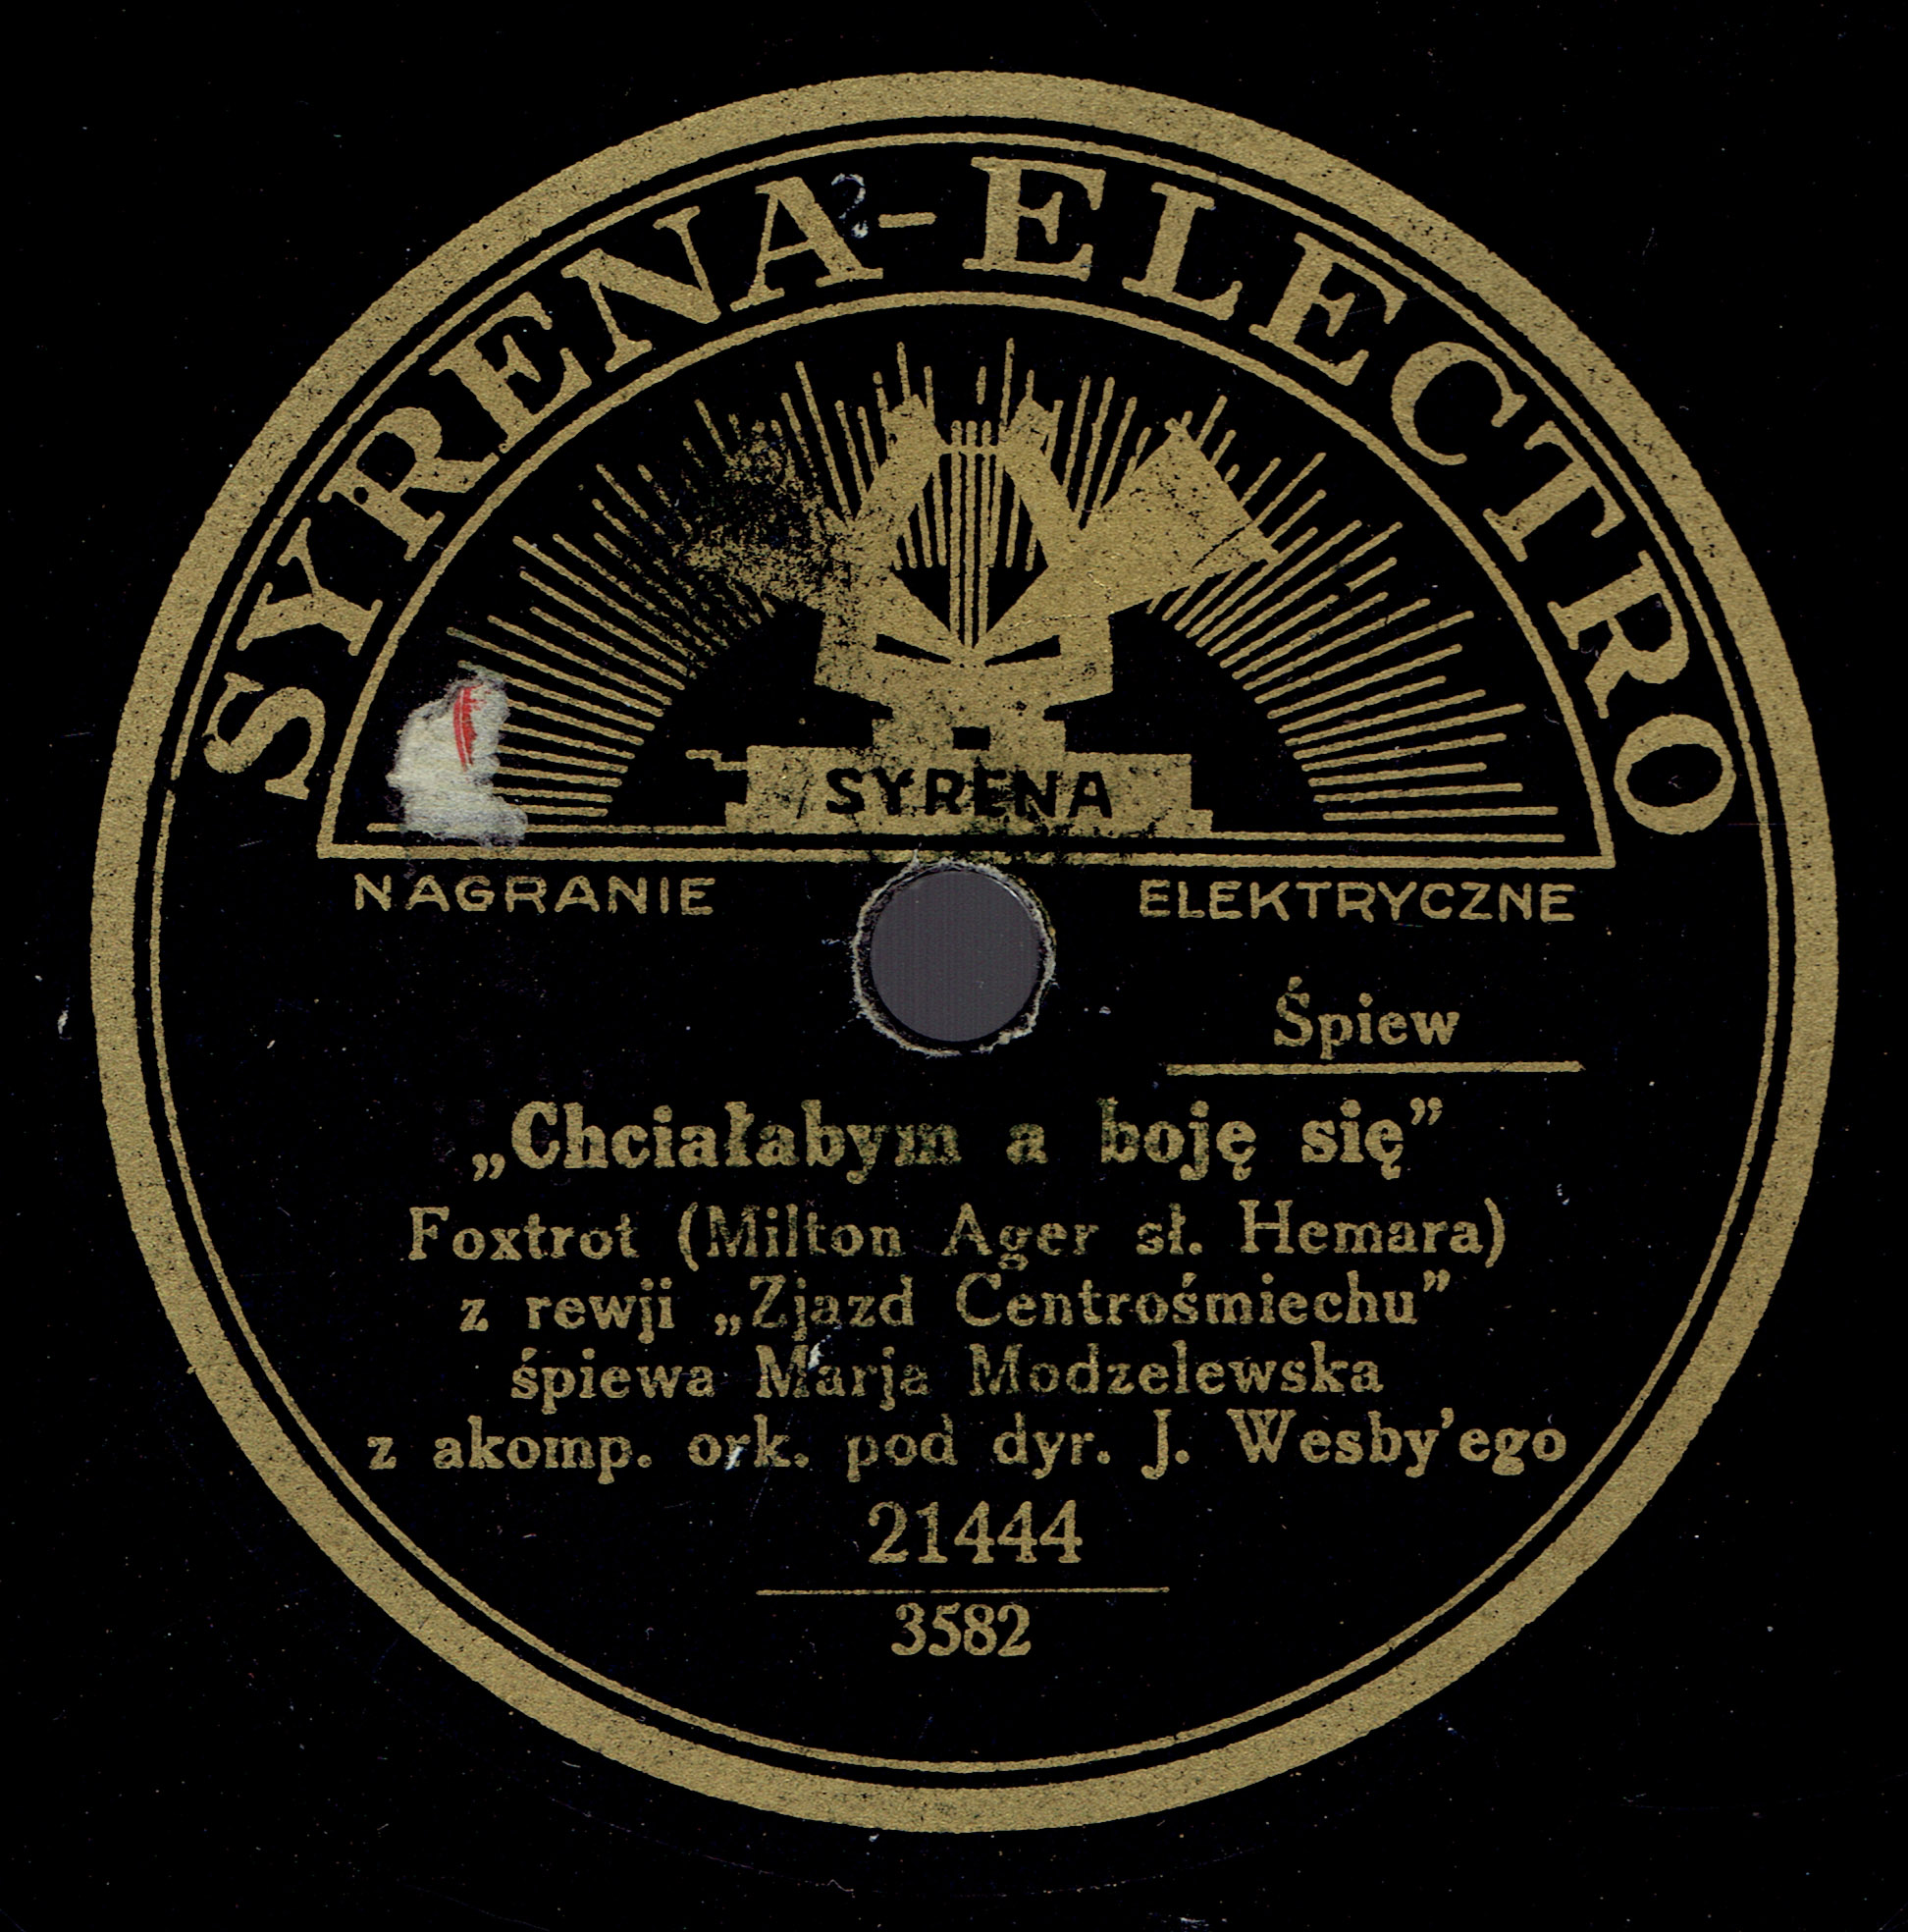 SYRENA-ELECTRO
SYRENA
NAGRANIE ELEKTRYCZNE
Śpiew
„Chciałabym a boję się”
Foxtrot (Milton Ager sł. Hemara)
z rewji „Zjazd Centrośmiechu”
śpiewa Marja Modzelewska
z akomp. ork. pod dyr. J. Wesby’ego
21444
3582